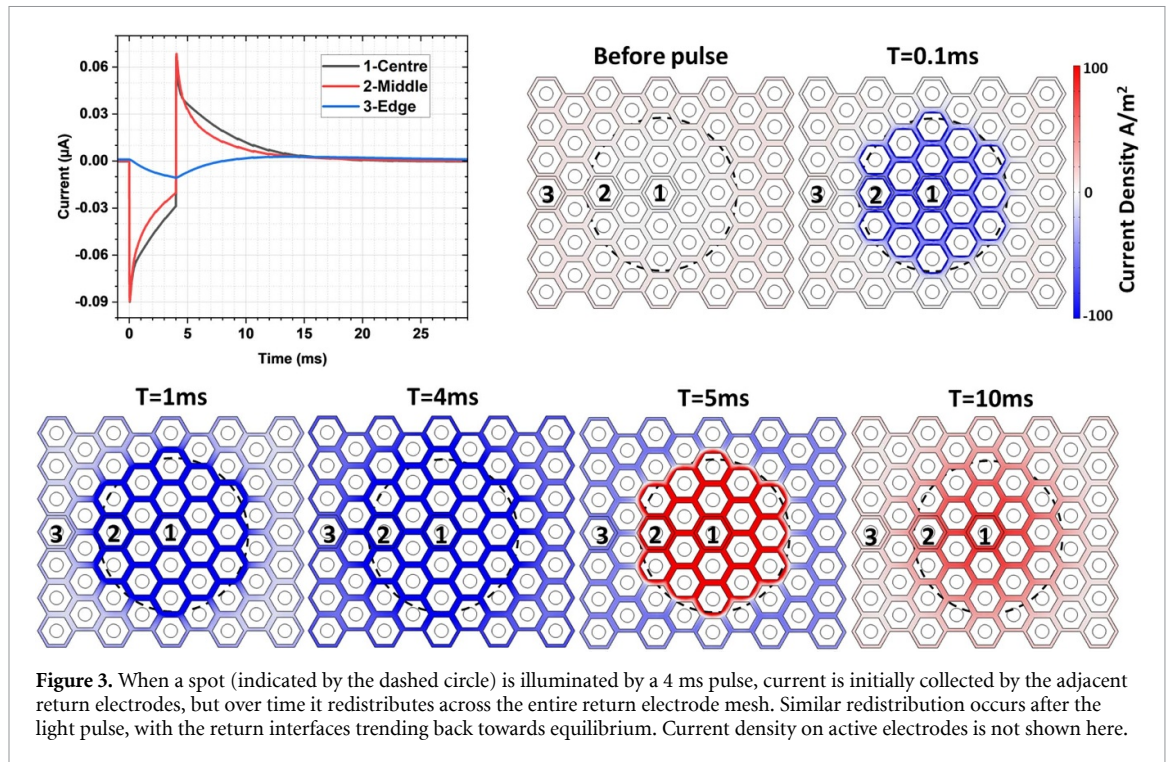 0.06
0.03
0.00
-0.03
-0.06
-0.09
Current (µA)
1-Centre
2-Middle
3-Edge
0 5 10 15 20 25
Time (ms)
Before pulse
3 2 1
T=0.1ms
3 2 1
100
0
-100
Current Density A/m²
T=1ms
3 2 1
T=4ms
3 2 1
T=5ms
3 2 1
T=10ms
3 2 1
Figure 3. When a spot (indicated by the dashed circle) is illuminated by a 4 ms pulse, current is initially collected by the adjacent
return electrodes, but over time it redistributes across the entire return electrode mesh. Similar redistribution occurs after the
light pulse, with the return interfaces trending back towards equilibrium. Current density on active electrodes is not shown here.